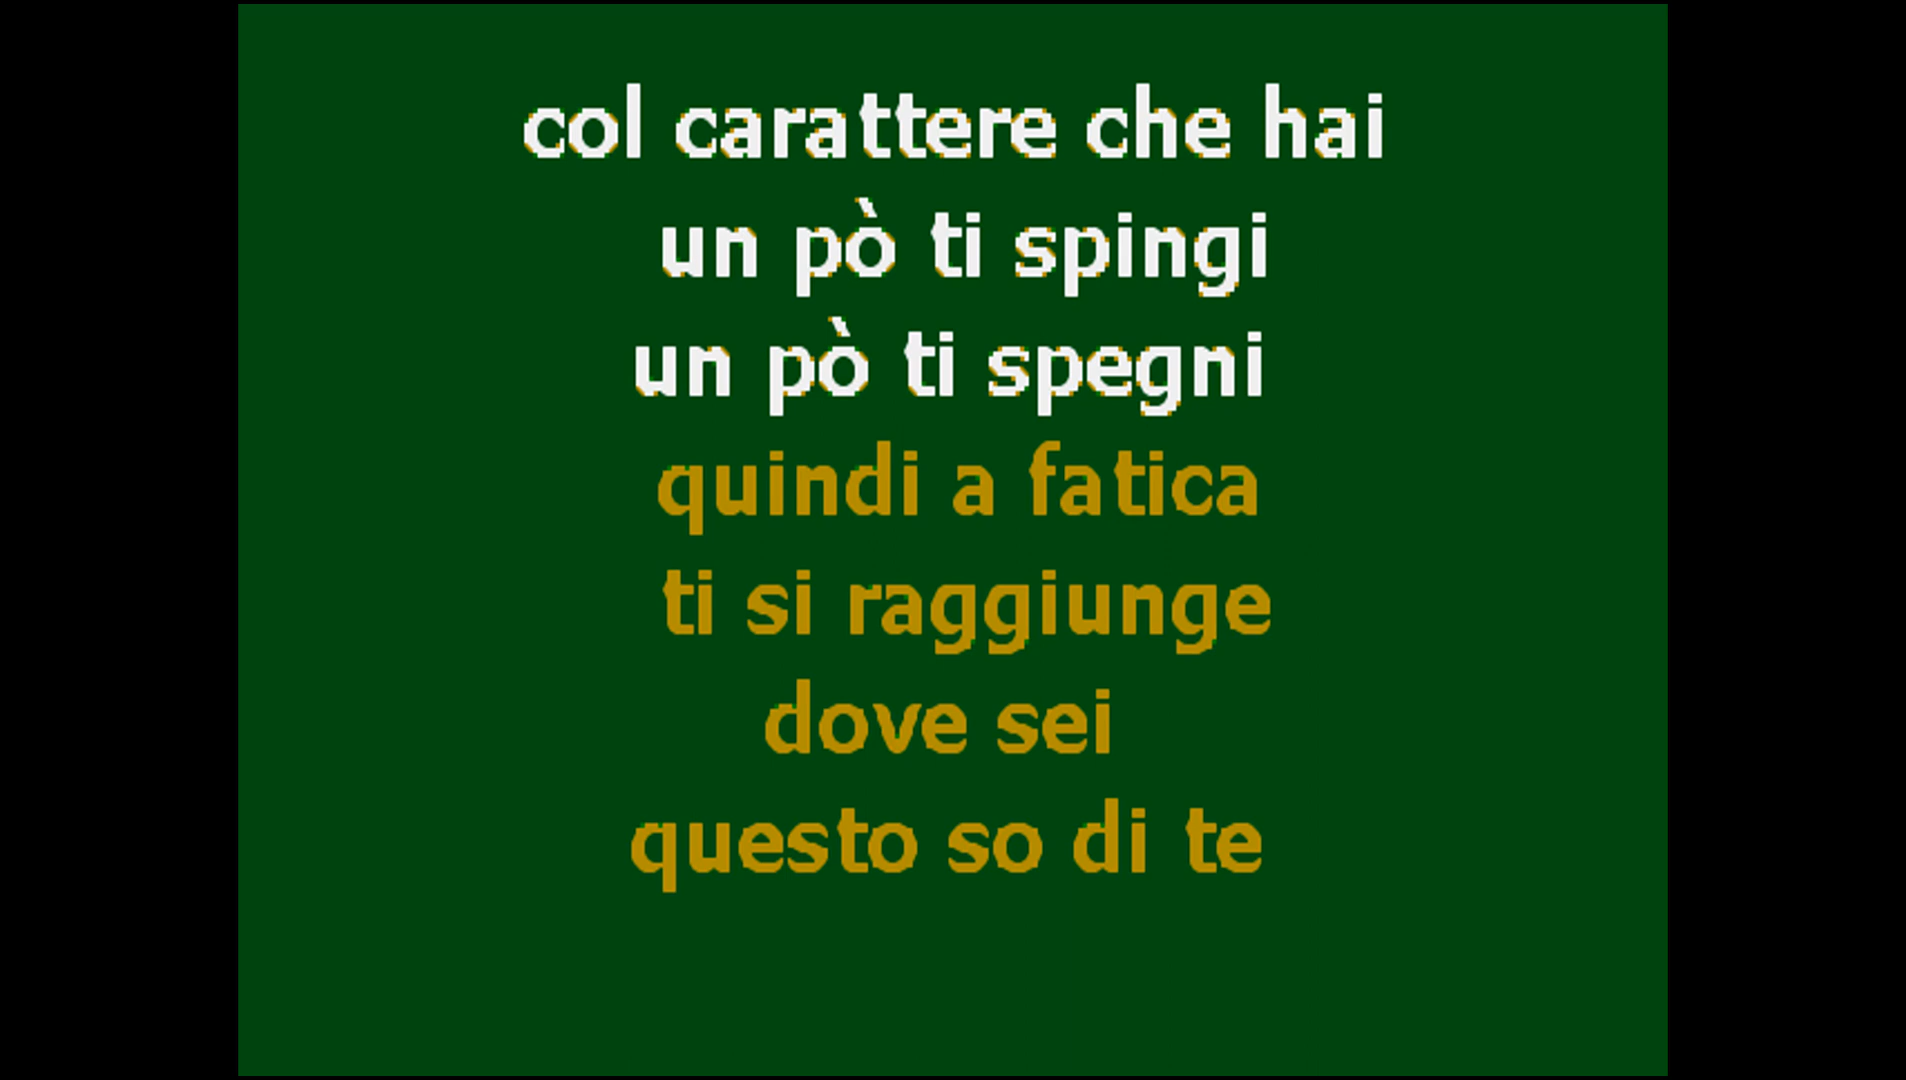 col carattere che hai
un pò ti spingi
un pò ti spegni
quindi a fatica
ti si raggiunge
dove sei
questo so di te